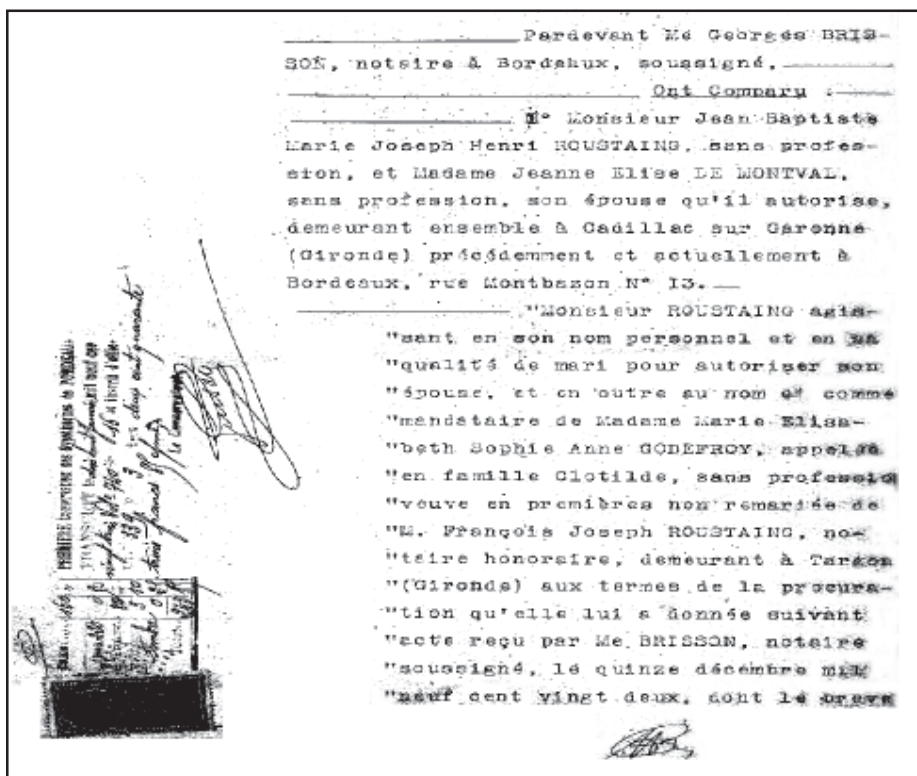 Pardevant Me Georges BRIS-
SON, notaire à Bordeaux, soussigné,
Ont Comparu :
I° Monsieur Jean Baptiste
Marie Joseph Henri ROUSTAING, sans profes-
sion, et Madame Jeanne Elise DE MONTVAL,
sans profession, son épouse qu'il autorise,
demeurant ensemble à Cadillac sur Garonne
(Gironde) précédemment et actuellement à
Bordeaux, rue Montbazon N° I3.
"Monsieur ROUSTAING agis-
"sant en son nom personnel et en sa
"qualité de mari pour autoriser son
"épouse, et en outre au nom et comme
"mandataire de Madame Marie Elisa-
"beth Sophie Anne GODEFROY, appelée
"en famille Clotilde, sans professio
"veuve en premières non remariée de
"M. François Joseph ROUSTAING, no-
"taire honoraire, demeurant à Targon
"(Gironde) aux termes de la procura-
"tion qu'elle lui a donnée suivant
"acte reçu par Me BRISSON, notaire
"soussigné, le quinze décembre mil
"neuf cent vingt deux, dont le breve